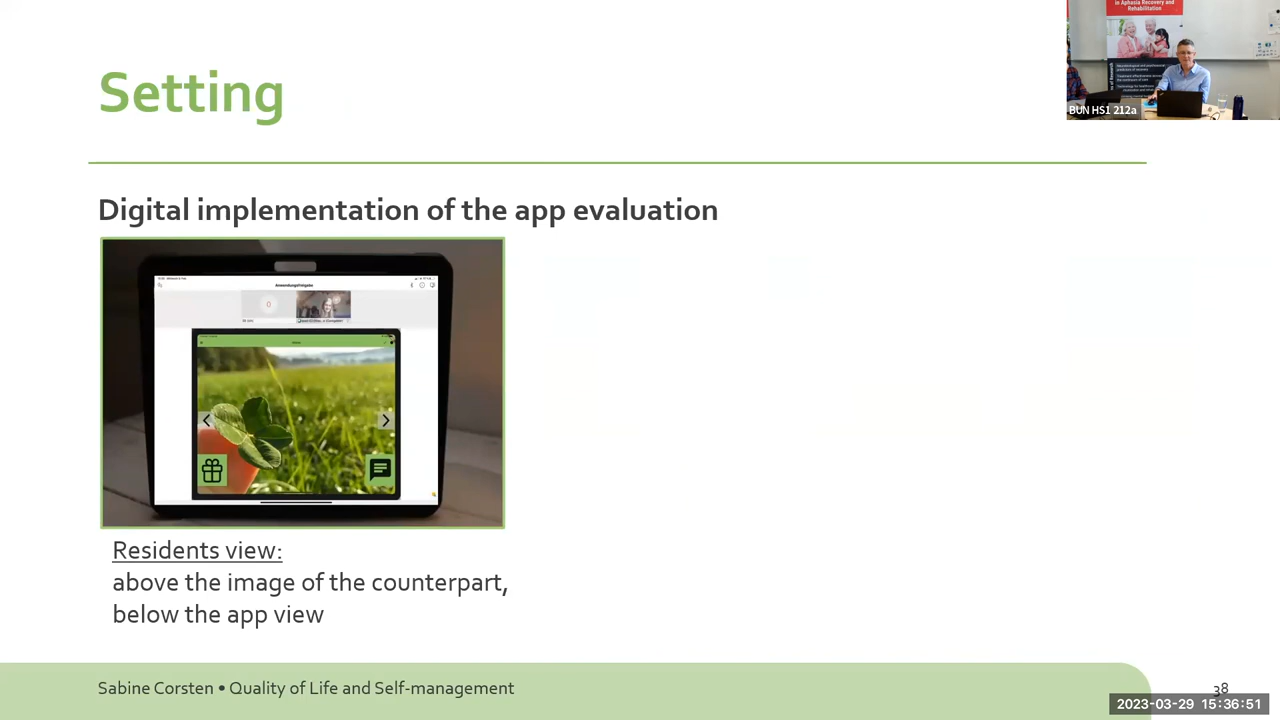 Setting
in Aphasia Recovery and
Rehabilitation
BUN HS1 212a
Digital implementation of the app evaluation
Residents view:
above the image of the counterpart,
below the app view
Sabine Corsten • Quality of Life and Self-management
38
2023-03-29 15:36:51